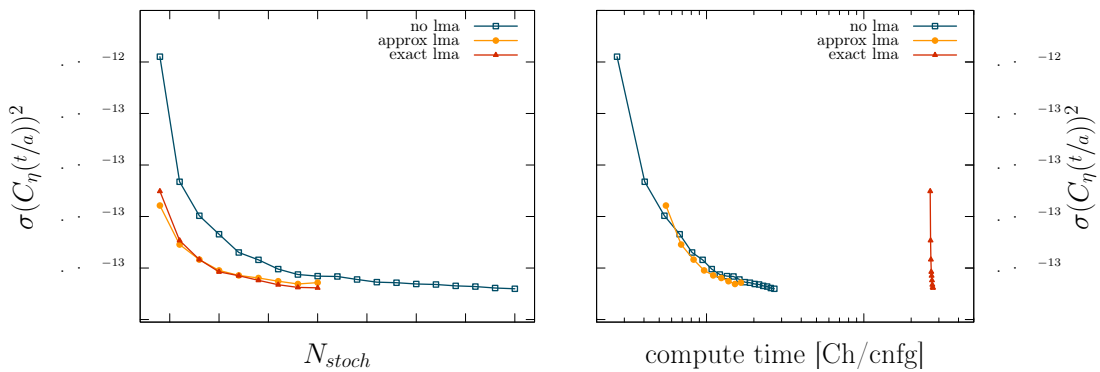 no lma
approx lma
exact lma
. . −12
. . −13
. . −13
. . −13
. . −13
σ(C_η(t/a))²
N_stoch
no lma
approx lma
exact lma
. . −12
. . −13
. . −13
. . −13
. . −13
σ(C_η(t/a))²
compute time [Ch/cnfg]